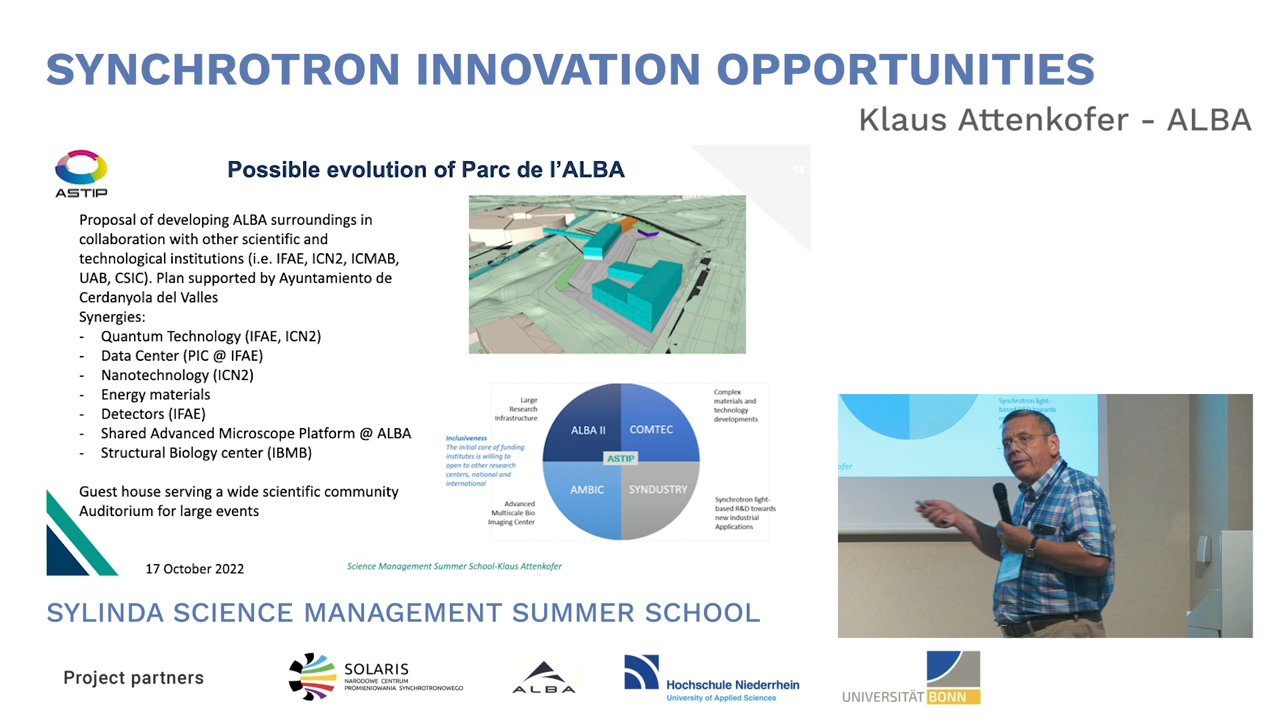 SYNCHROTRON INNOVATION OPPORTUNITIES
Klaus Attenkofer - ALBA
ASTIP
Possible evolution of Parc de l'ALBA
14
Proposal of developing ALBA surroundings in
collaboration with other scientific and
technological institutions (i.e. IFAE, ICN2, ICMAB,
UAB, CSIC). Plan supported by Ayuntamiento de
Cerdanyola del Valles
Synergies:
- Quantum Technology (IFAE, ICN2)
- Data Center (PIC @ IFAE)
- Nanotechnology (ICN2)
- Energy materials
- Detectors (IFAE)
- Shared Advanced Microscope Platform @ ALBA
- Structural Biology center (IBMB)
Guest house serving a wide scientific community
Auditorium for large events
Large
Research
Infrastructure
Complex
materials and
technology
developments
ALBA II
COMTEC
ASTIP
AMBIC
SYNDUSTRY
Inclusiveness
The initial core of funding
institutes is willing to
open to other research
centers, national and
international
Advanced
Multiscale Bio
Imaging Center
Synchrotron light-
based R&D towards
new industrial
Applications
17 October 2022
Science Management Summer School-Klaus Attenkofer
Synchrotron light-
SYLINDA SCIENCE MANAGEMENT SUMMER SCHOOL
Project partners
SOLARIS
NARODOWE CENTRUM
PROMIENIOWANIA SYNCHROTRONOWEGO
ALBA
Hochschule Niederrhein
University of Applied Sciences
UNIVERSITÄT BONN